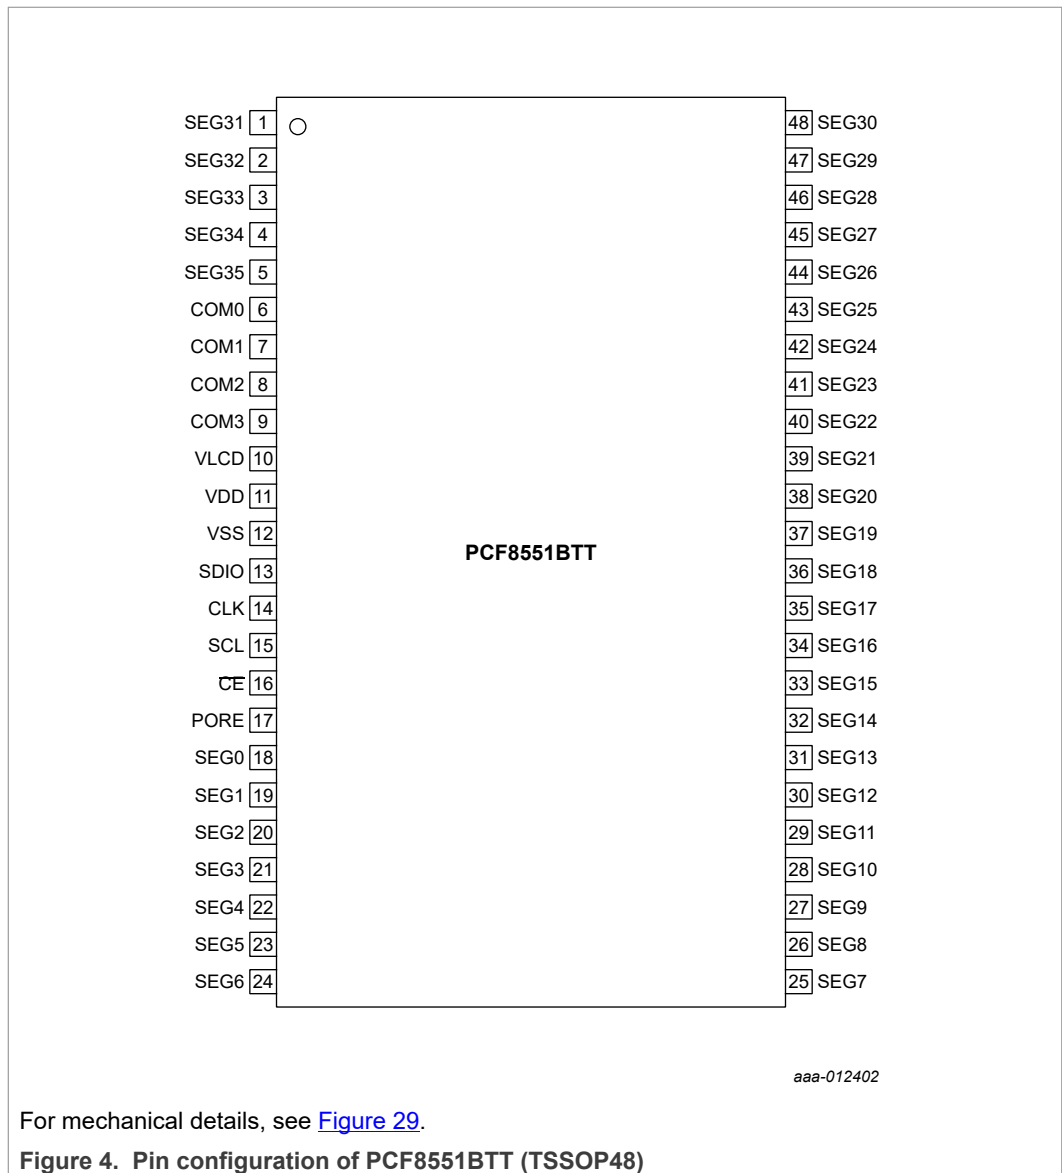 SEG31 1 48 SEG30
SEG32 2 47 SEG29
SEG33 3 46 SEG28
SEG34 4 45 SEG27
SEG35 5 44 SEG26
COM0 6 43 SEG25
COM1 7 42 SEG24
COM2 8 41 SEG23
COM3 9 40 SEG22
VLCD 10 39 SEG21
VDD 11 38 SEG20
VSS 12 37 SEG19
PCF8551BTT
SDIO 13 36 SEG18
CLK 14 35 SEG17
SCL 15 34 SEG16
C̅E̅ 16 33 SEG15
PORE 17 32 SEG14
SEG0 18 31 SEG13
SEG1 19 30 SEG12
SEG2 20 29 SEG11
SEG3 21 28 SEG10
SEG4 22 27 SEG9
SEG5 23 26 SEG8
SEG6 24 25 SEG7
aaa-012402
For mechanical details, see Figure 29.
Figure 4. Pin configuration of PCF8551BTT (TSSOP48)